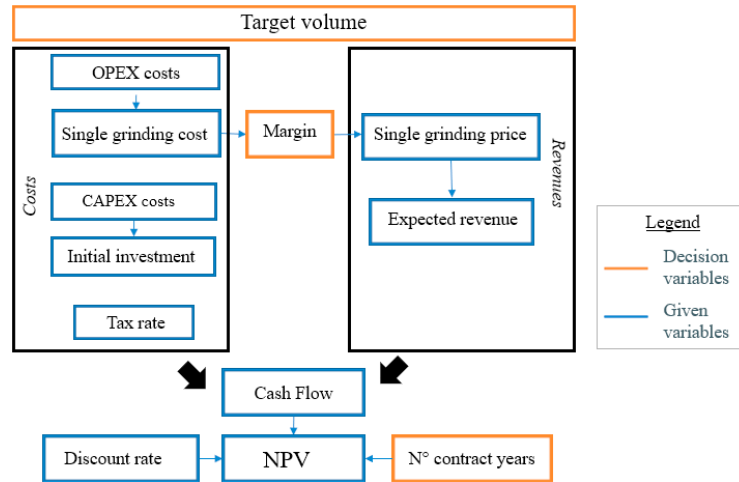 Target volume
OPEX costs
Single grinding cost
Margin
Single grinding price
Costs
Revenues
CAPEX costs
Expected revenue
Initial investment
Tax rate
Legend
Decision
variables
Given
variables
Cash Flow
Discount rate
NPV
N° contract years